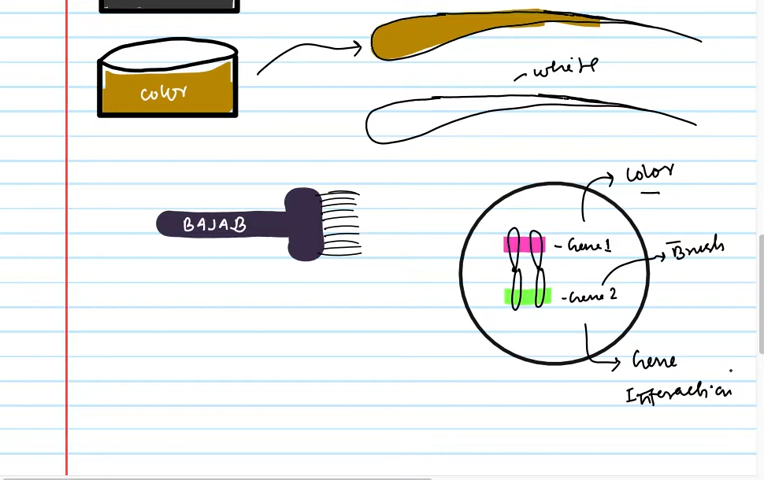 color
white
BAJAB
color
- Gene 1
Brush
- Gene 2
Gene
Interaction